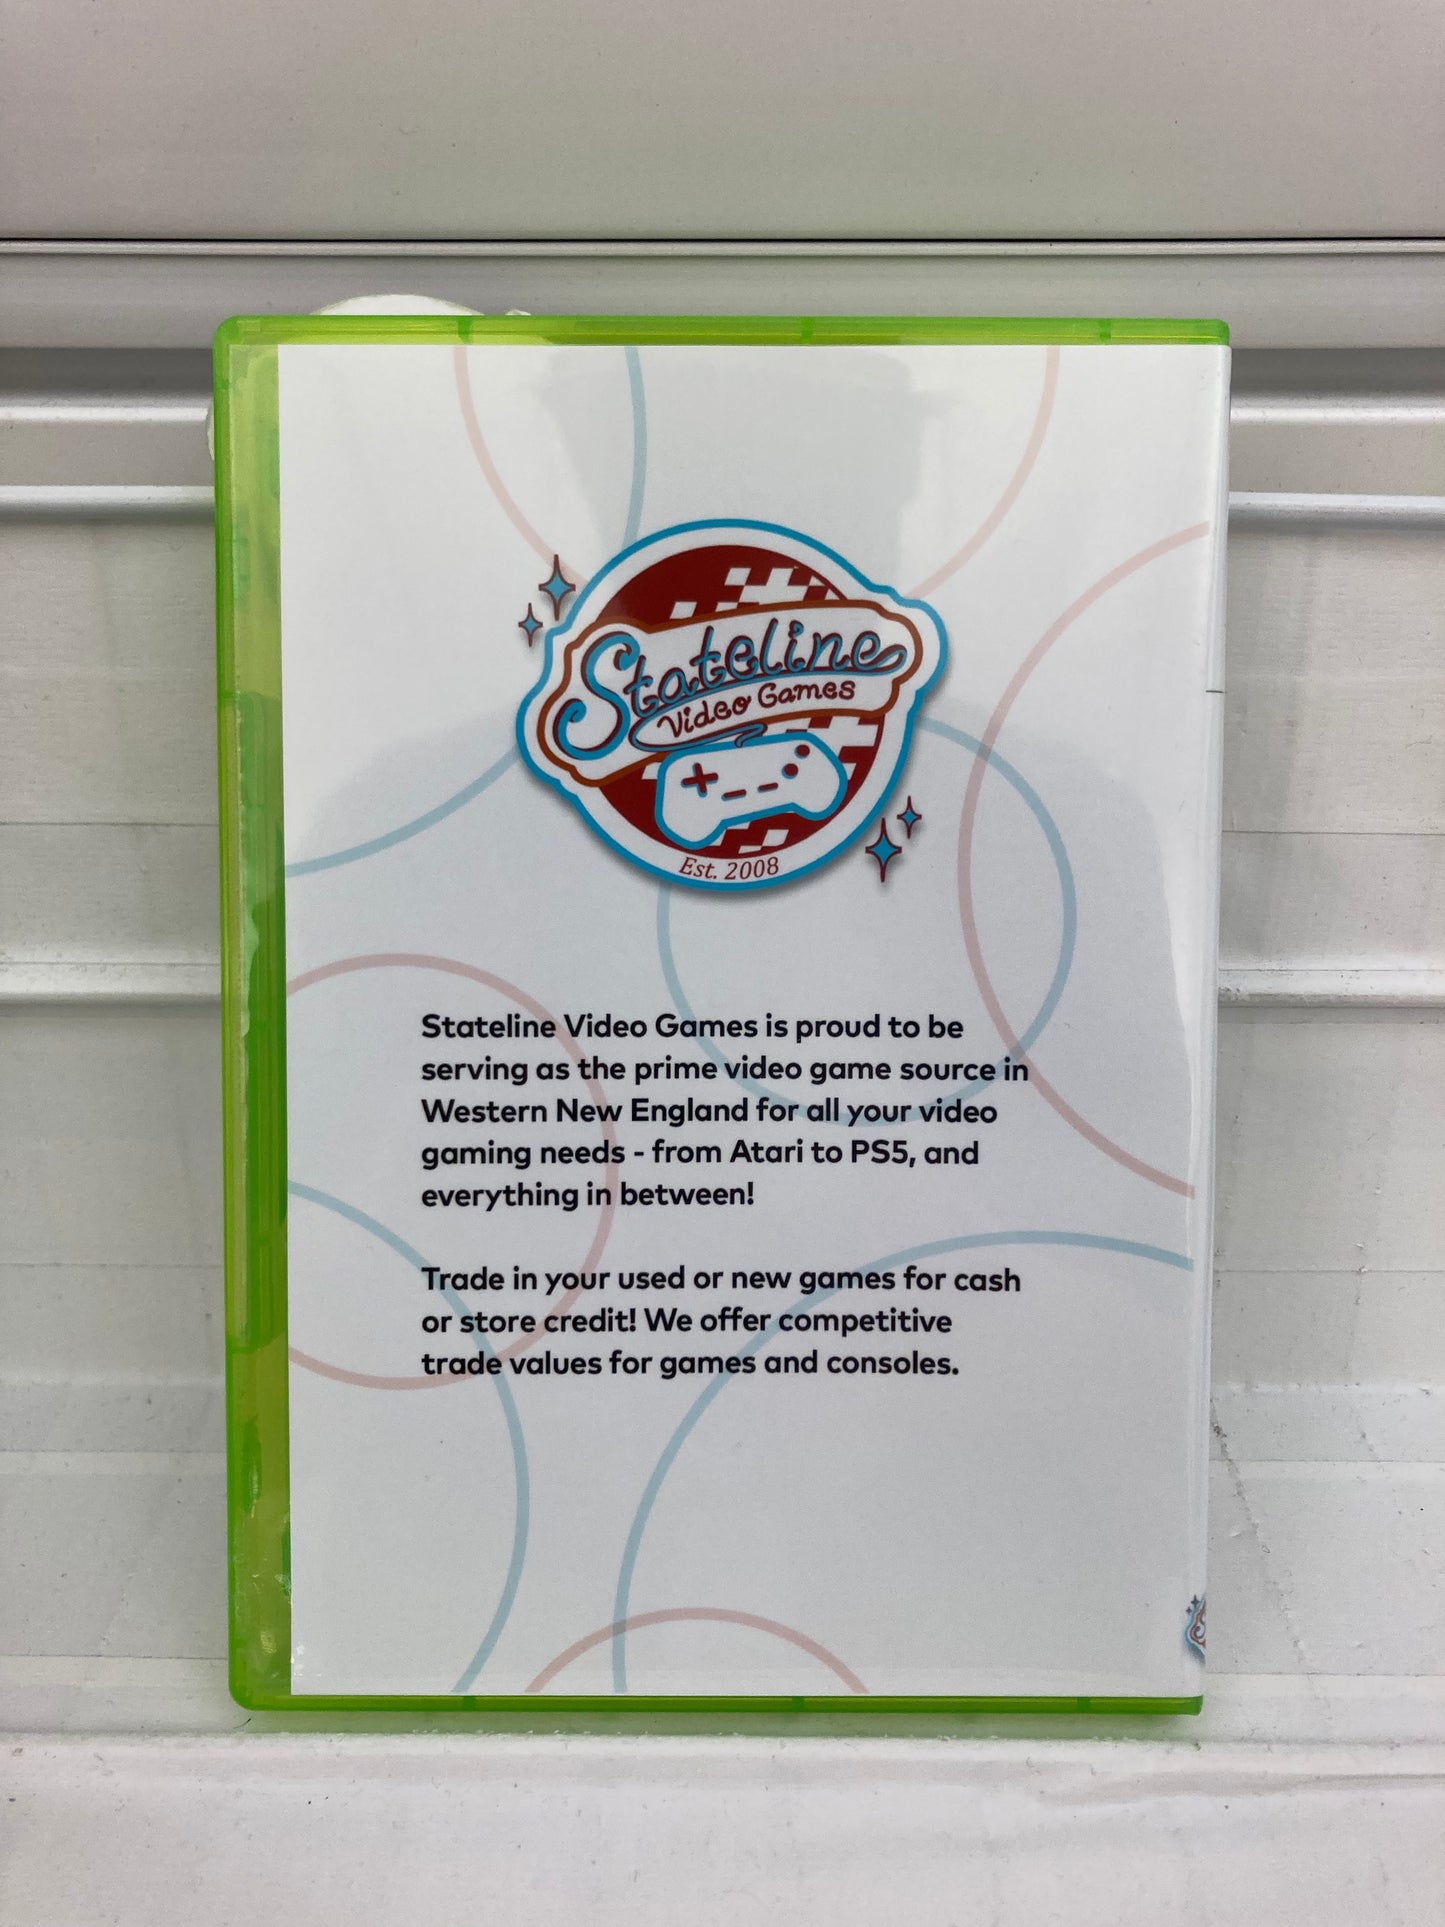 Stateline
Video Games
Est. 2008
Stateline Video Games is proud to be
serving as the prime video game source in
Western New England for all your video
gaming needs - from Atari to PS5, and
everything in between!
Trade in your used or new games for cash
or store credit! We offer competitive
trade values for games and consoles.